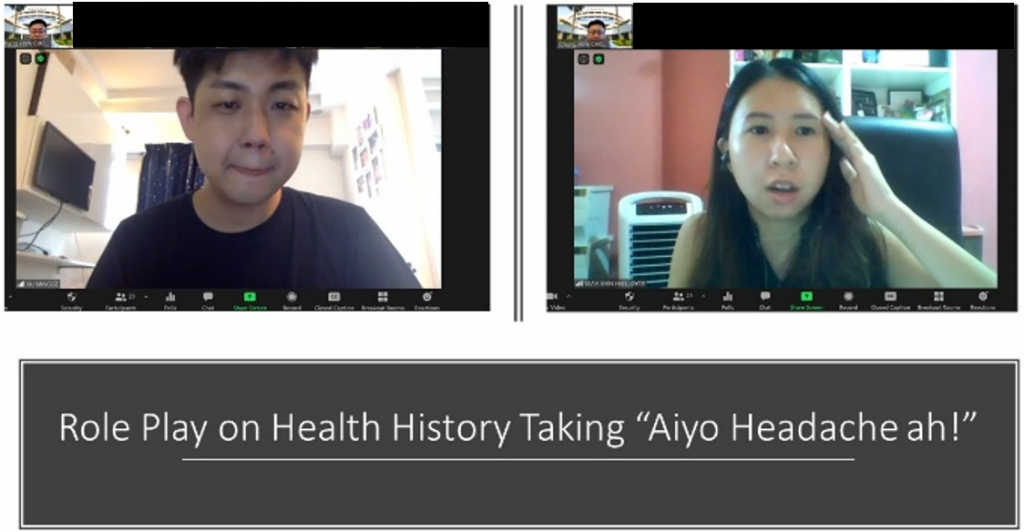 Security
Participants
Polls
Chat
Share Screen
Record
Closed Caption
Breakout Rooms
Reactions
Video
Security
Participants
Polls
Chat
Share Screen
Record
Closed Caption
Breakout Rooms
Reactions
Role Play on Health History Taking “Aiyo Headache ah!”